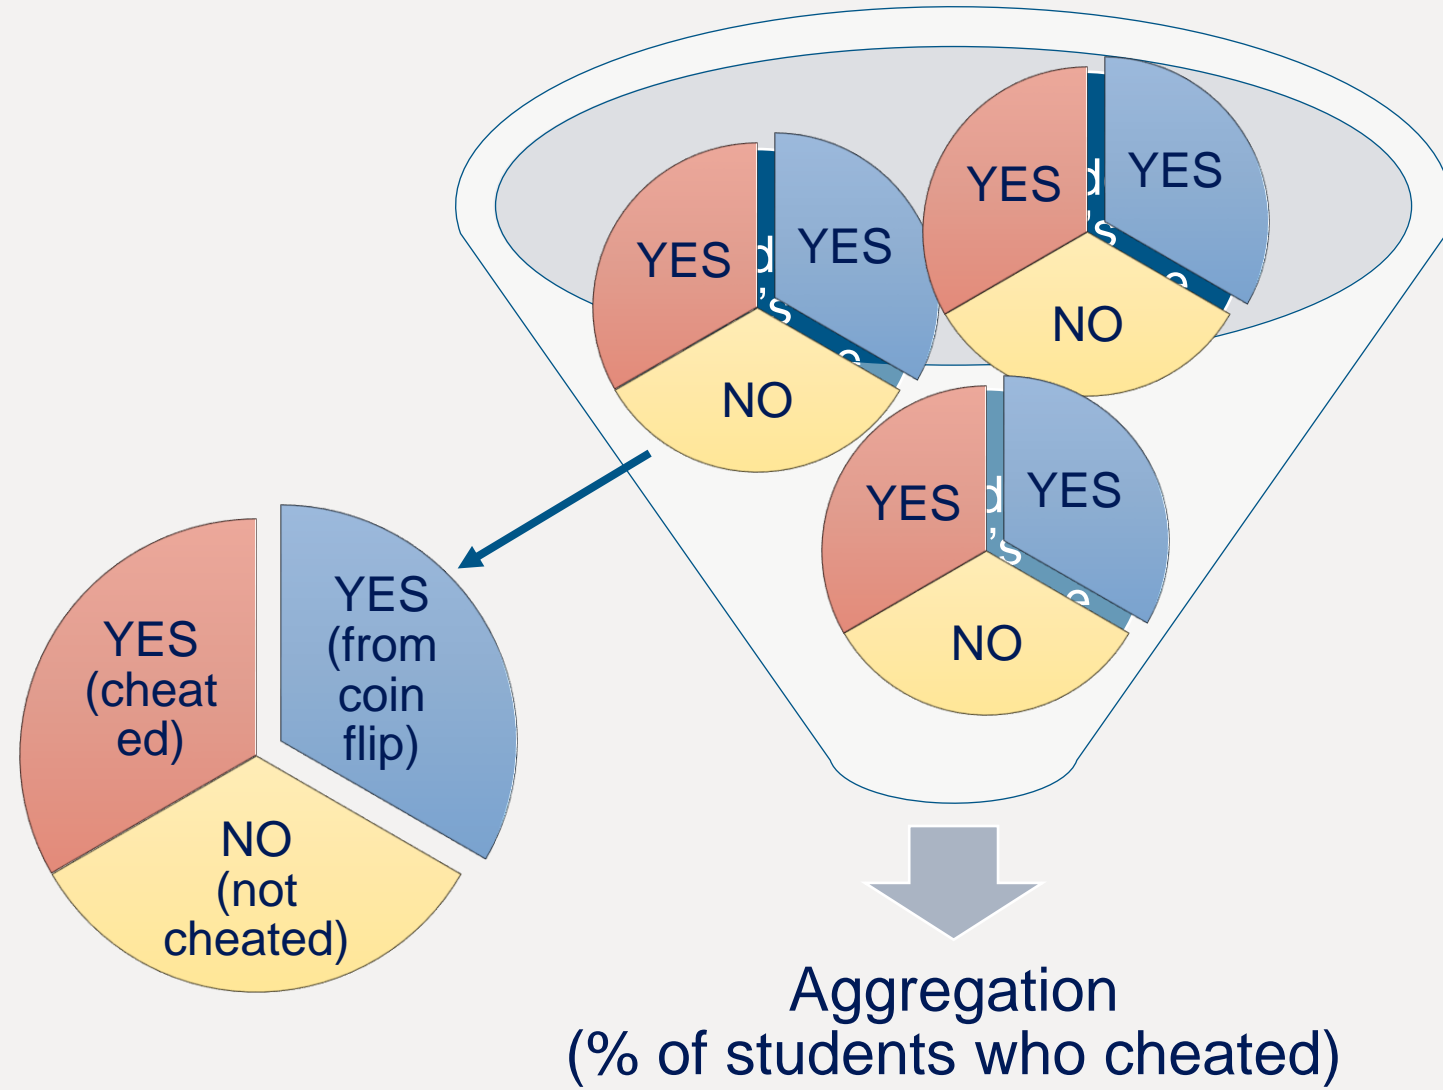 YES
YES
NO
YES
YES
NO
YES
YES
NO
YES
(cheat
ed)
YES
(from
coin
flip)
NO
(not
cheated)
Aggregation
(% of students who cheated)